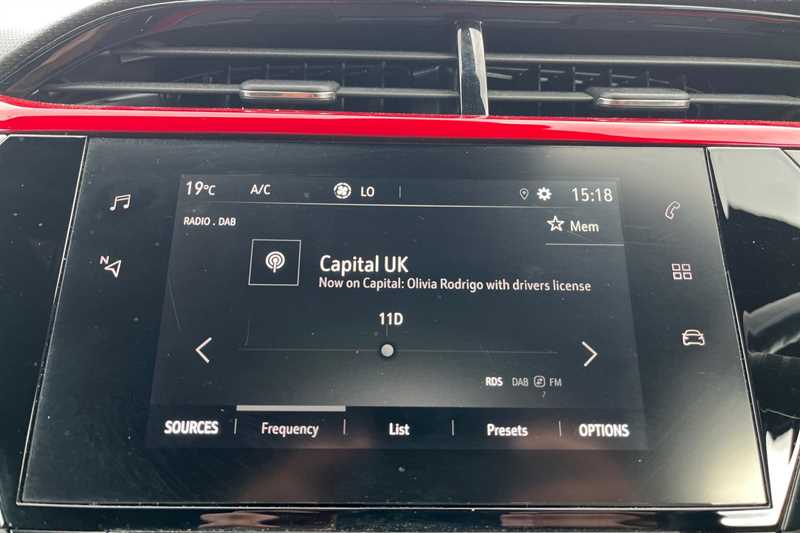 19°C A/C LO 15:18
RADIO . DAB
Mem
N
Capital UK
Now on Capital: Olivia Rodrigo with drivers license
11D
RDS DAB FM
SOURCES Frequency List Presets OPTIONS